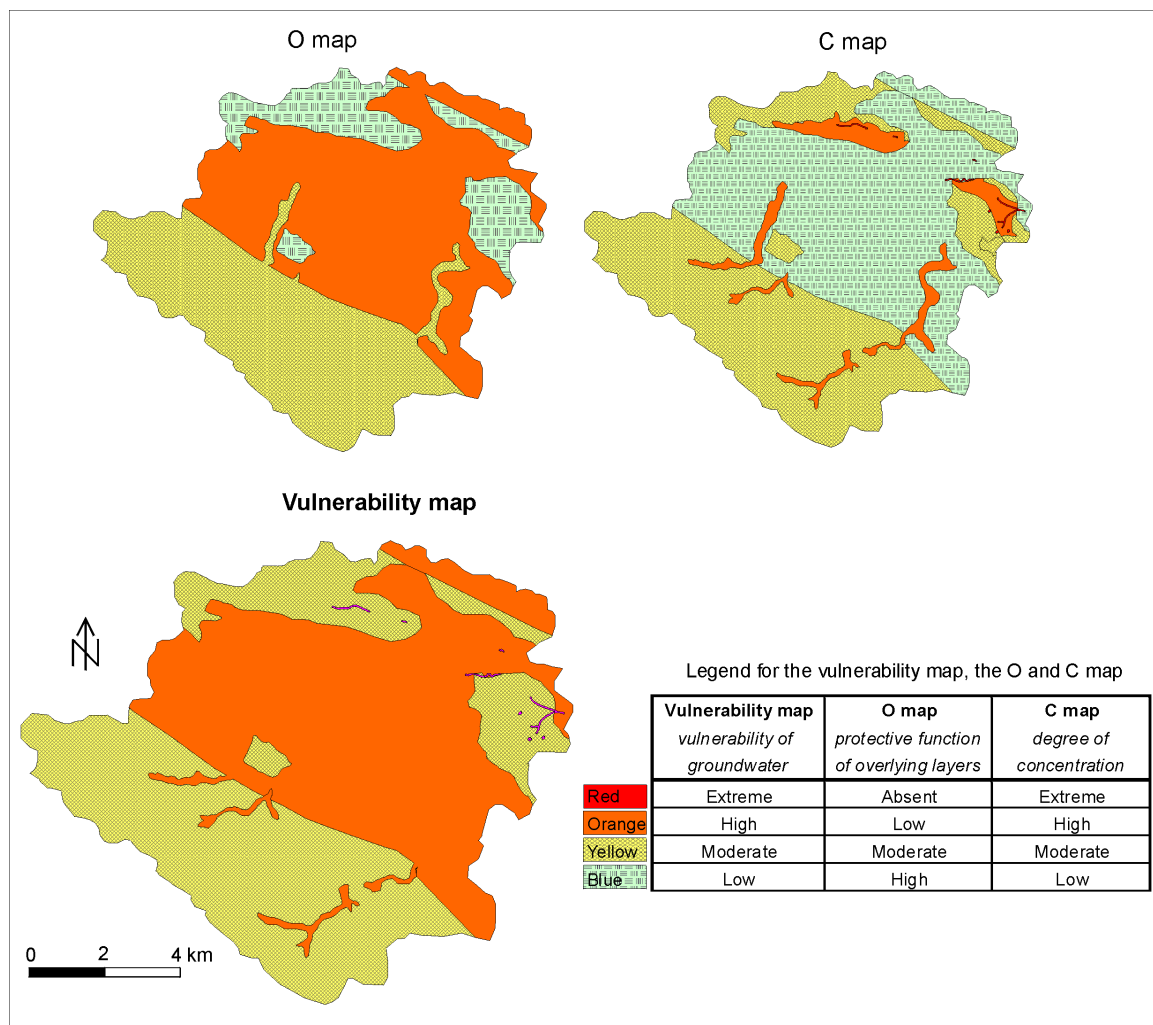 O map
C map
Vulnerability map
N
0 2 4 km
Legend for the vulnerability map, the O and C map
Vulnerability map O map C map
vulnerability of protective function degree of
groundwater of overlying layers concentration
Red Extreme Absent Extreme
Orange High Low High
Yellow Moderate Moderate Moderate
Blue Low High Low